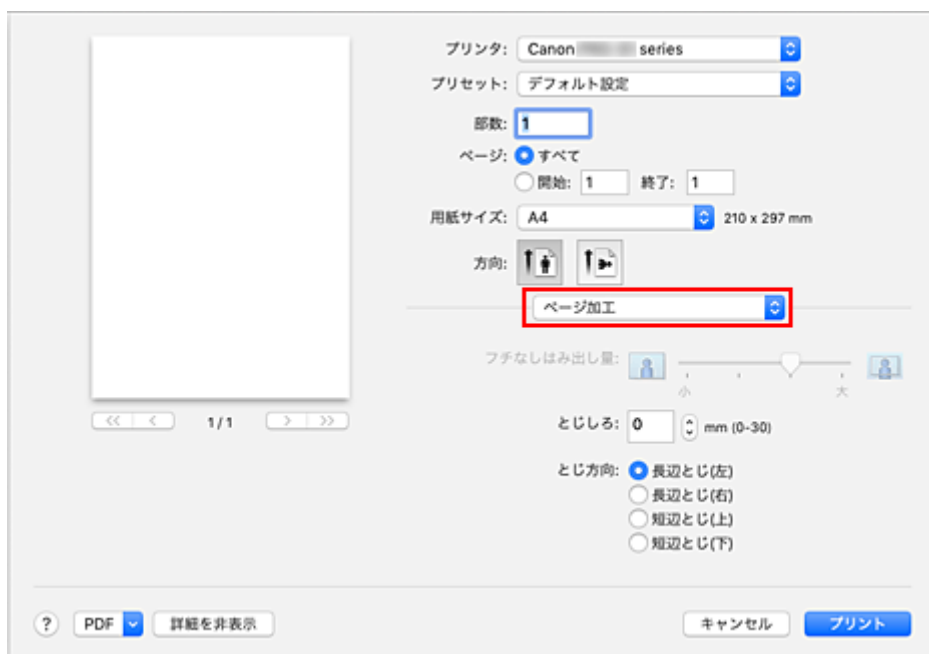 プリンタ: Canon series
プリセット: デフォルト設定
部数: 1
ページ: すべて
開始: 1 終了: 1
用紙サイズ: A4 210 x 297 mm
方向:
ページ加工
フチなしはみ出し量:
小 大
<< < 1/1 > >>
とじしろ: 0 mm (0-30)
とじ方向: 長辺とじ(左)
長辺とじ(右)
短辺とじ(上)
短辺とじ(下)
? PDF 詳細を非表示 キャンセル プリント